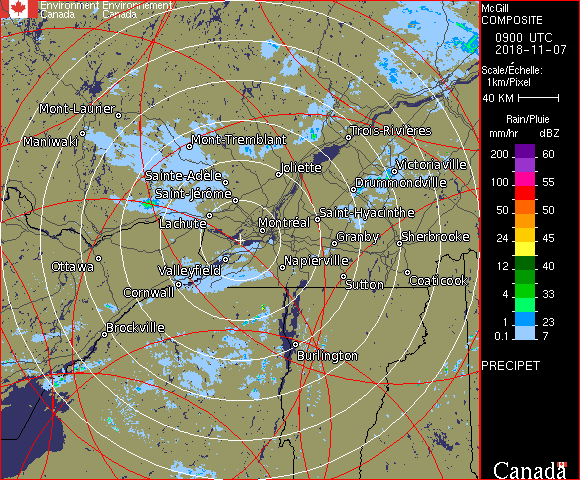 Environment Environnement
Canada Canada
Mont-Laurier
Maniwaki
Mont-Tremblant
Trois-Rivières
Joliette
Victoriaville
Sainte-Adèle
Drummondville
Saint-Jérôme
Lachute
Saint-Hyacinthe
Montréal
Granby
Sherbrooke
Ottawa
Valleyfield
Napierville
Cornwall
Sutton
Coaticook
Brockville
Burlington
McGill
COMPOSITE
0900 UTC
2018-11-07
Scale/Échelle:
1km/Pixel
40 KM
Rain/Pluie
mm/hr dBZ
200 60
100 55
50 50
24 45
12 40
4 33
1 23
0.1 7
PRECIPET
Canada